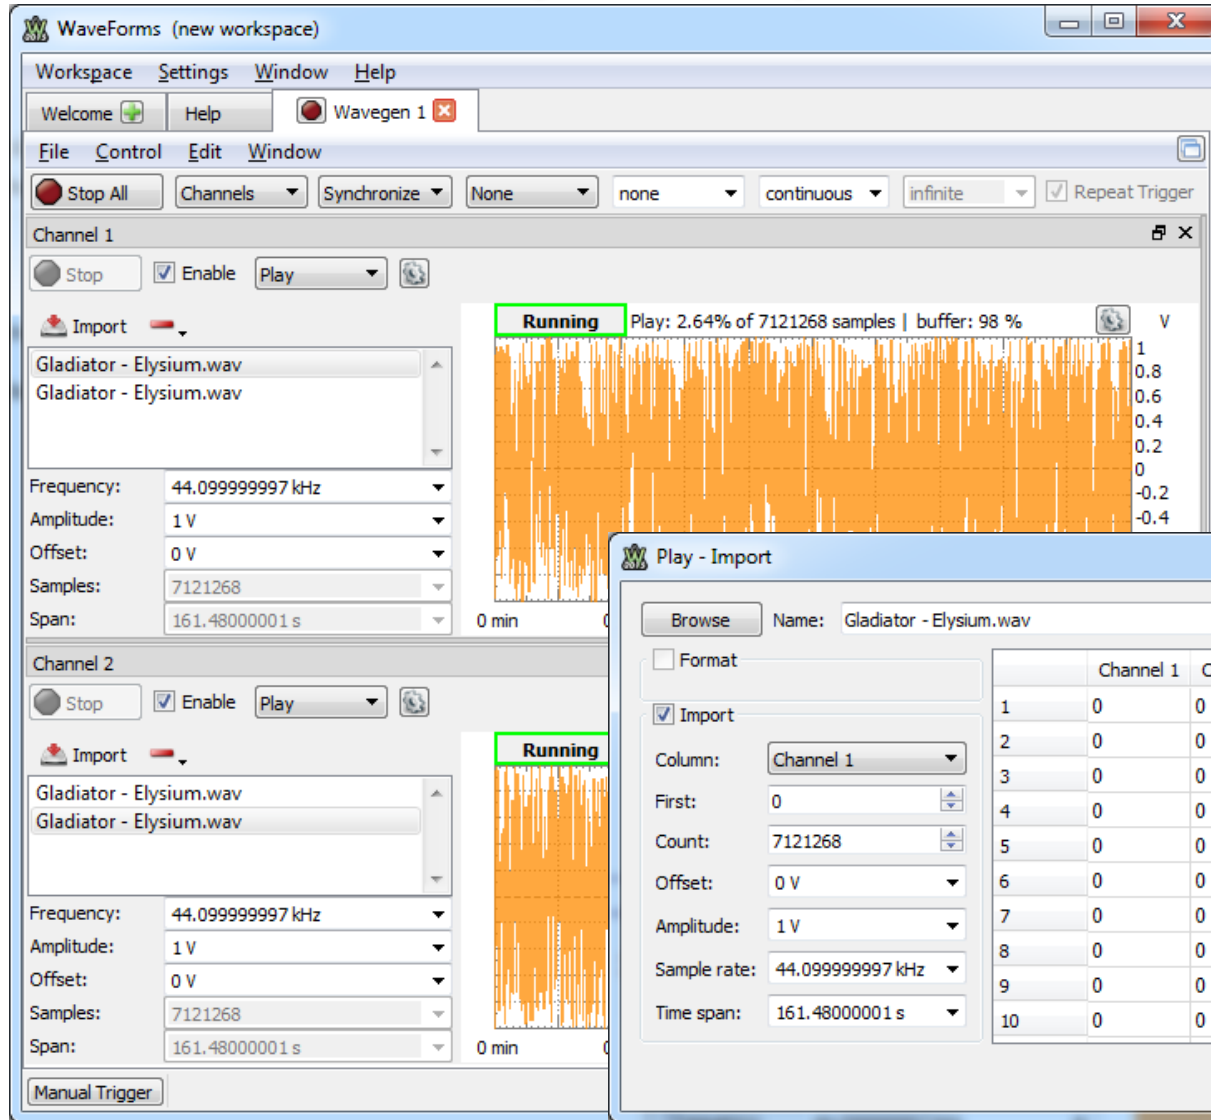 WaveForms (new workspace)
Workspace Settings Window Help
Welcome Help Wavegen 1
File Control Edit Window
Stop All Channels Synchronize None none continuous infinite Repeat Trigger
Channel 1
Stop Enable Play
Import
Running Play: 2.64% of 7121268 samples | buffer: 98 % V
Gladiator - Elysium.wav
Gladiator - Elysium.wav
1
0.8
0.6
0.4
0.2
0
-0.2
-0.4
Frequency: 44.099999997 kHz
Amplitude: 1 V
Offset: 0 V
Samples: 7121268
Span: 161.48000001 s
0 min
Channel 2
Stop Enable Play
Import
Running
Gladiator - Elysium.wav
Gladiator - Elysium.wav
Frequency: 44.099999997 kHz
Amplitude: 1 V
Offset: 0 V
Samples: 7121268
Span: 161.48000001 s
0 min
Manual Trigger
Play - Import
Browse Name: Gladiator - Elysium.wav
Format
Import
Column: Channel 1
First: 0
Count: 7121268
Offset: 0 V
Amplitude: 1 V
Sample rate: 44.099999997 kHz
Time span: 161.48000001 s
Channel 1 C
1 0 0
2 0 0
3 0 0
4 0 0
5 0 0
6 0 0
7 0 0
8 0 0
9 0 0
10 0 0